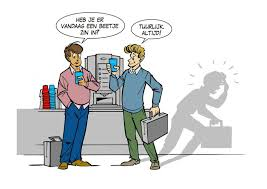 HEB JE ER
VANDAAG EEN BEETJE
ZIN IN?
TUURLIJK,
ALTIJD!